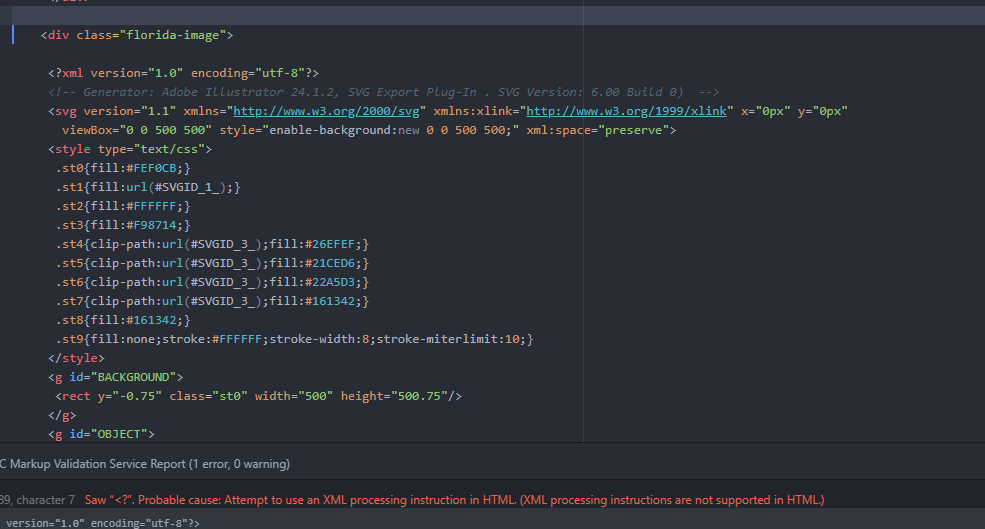 <div class="florida-image">
<?xml version="1.0" encoding="utf-8"?>
<!-- Generator: Adobe Illustrator 24.1.2, SVG Export Plug-In . SVG Version: 6.00 Build 0)  -->
<svg version="1.1" xmlns="http://www.w3.org/2000/svg" xmlns:xlink="http://www.w3.org/1999/xlink" x="0px" y="0px"
viewBox="0 0 500 500" style="enable-background:new 0 0 500 500;" xml:space="preserve">
<style type="text/css">
.st0{fill:#FEF0CB;}
.st1{fill:url(#SVGID_1_);}
.st2{fill:#FFFFFF;}
.st3{fill:#F98714;}
.st4{clip-path:url(#SVGID_3_);fill:#26EFEF;}
.st5{clip-path:url(#SVGID_3_);fill:#21CED6;}
.st6{clip-path:url(#SVGID_3_);fill:#22A5D3;}
.st7{clip-path:url(#SVGID_3_);fill:#161342;}
.st8{fill:#161342;}
.st9{fill:none;stroke:#FFFFFF;stroke-width:8;stroke-miterlimit:10;}
</style>
<g id="BACKGROUND">
<rect y="-0.75" class="st0" width="500" height="500.75"/>
</g>
<g id="OBJECT">
C Markup Validation Service Report (1 error, 0 warning)
89, character 7 Saw "<?". Probable cause: Attempt to use an XML processing instruction in HTML. (XML processing instructions are not supported in HTML.)
version="1.0" encoding="utf-8"?>